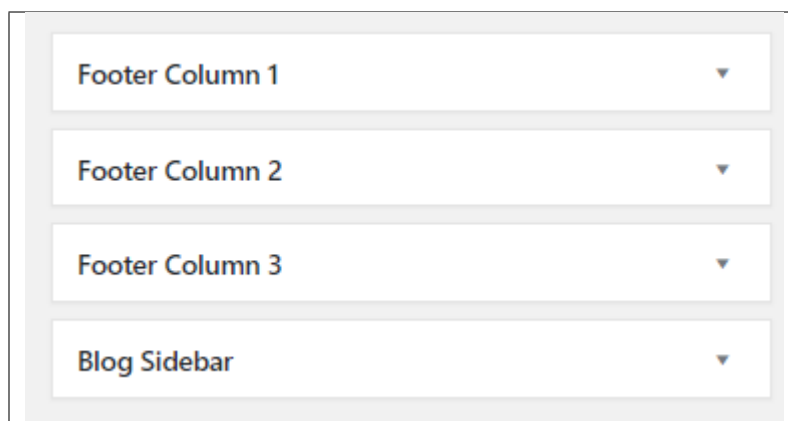 Footer Column 1
Footer Column 2
Footer Column 3
Blog Sidebar